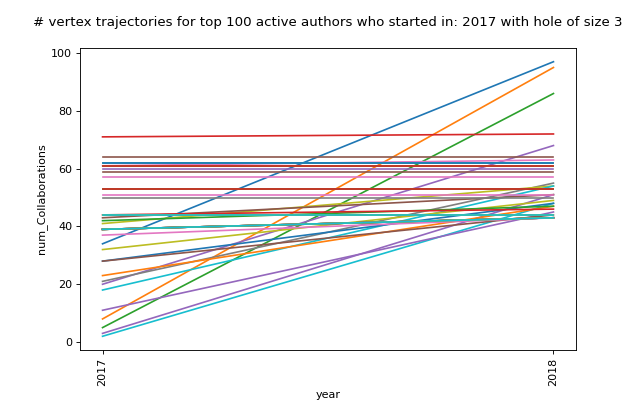 # vertex trajectories for top 100 active authors who started in: 2017 with hole of size 3
100
80
60
40
20
0
num_Collaborations
2017
2018
year